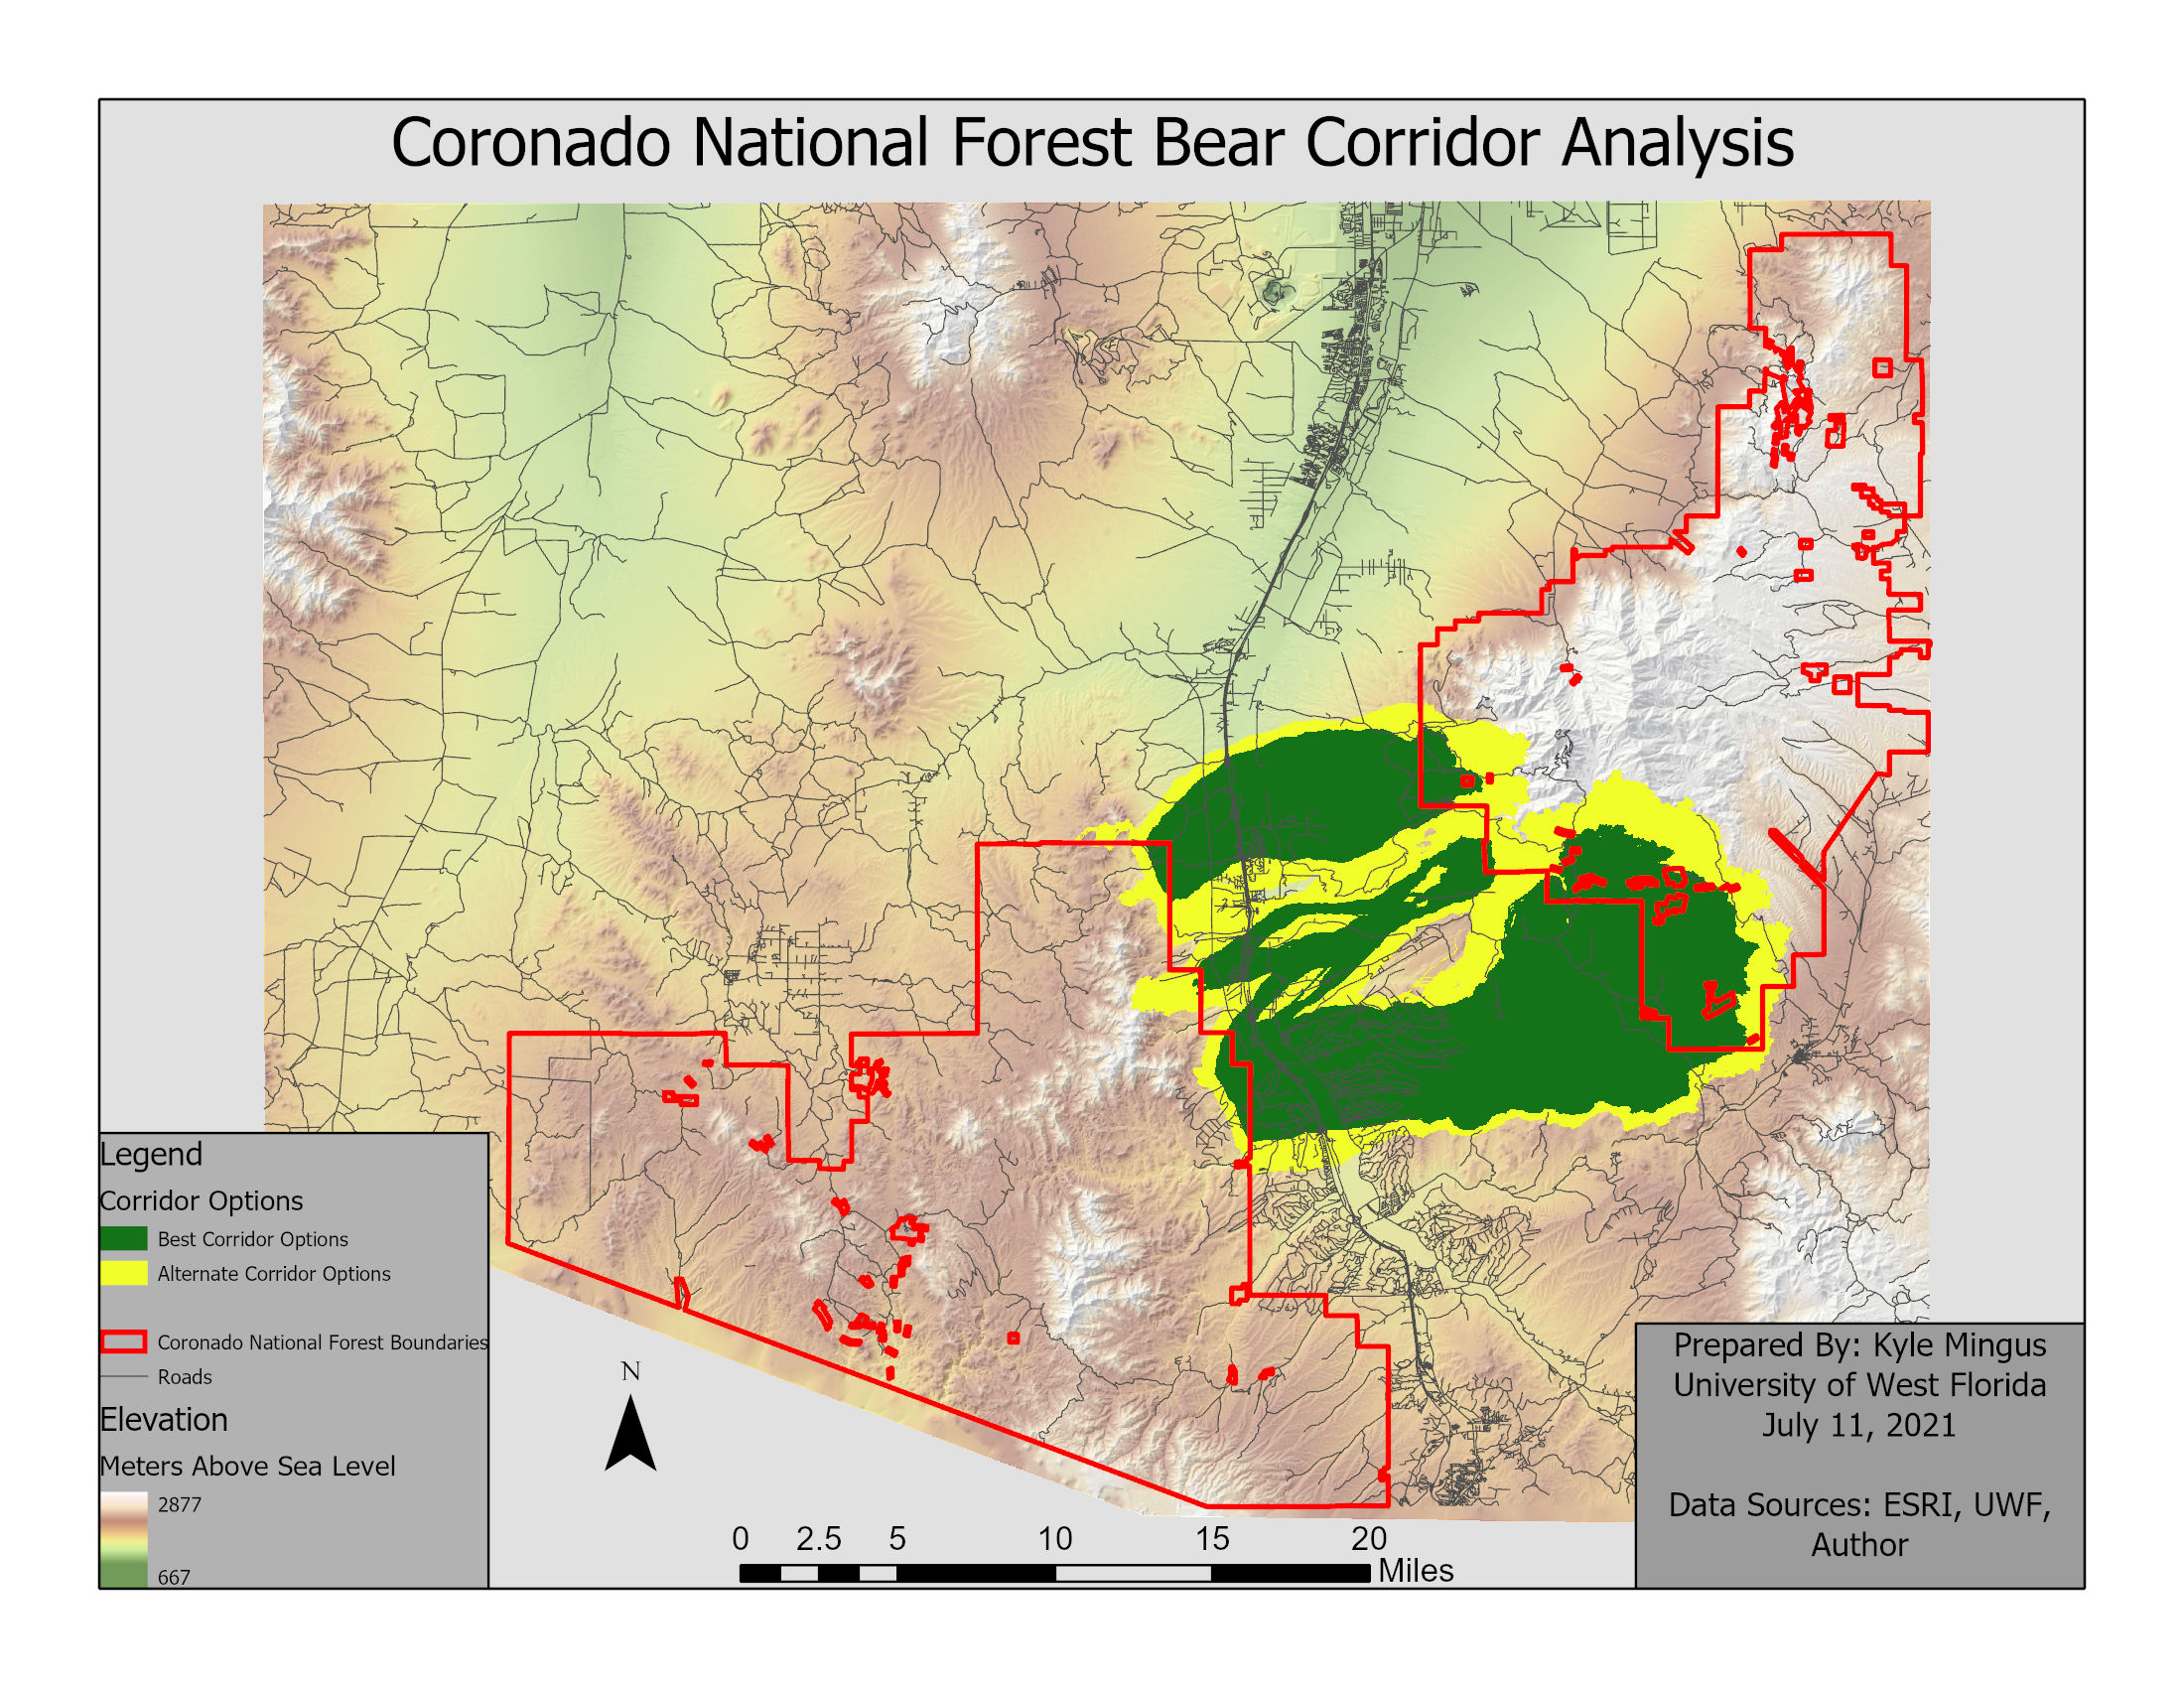 Coronado National Forest Bear Corridor Analysis
Legend
Corridor Options
Best Corridor Options
Alternate Corridor Options
Coronado National Forest Boundaries
Roads
Elevation
Meters Above Sea Level
2877
667
N
0 2.5 5 10 15 20
Miles
Prepared By: Kyle Mingus
University of West Florida
July 11, 2021
Data Sources: ESRI, UWF,
Author